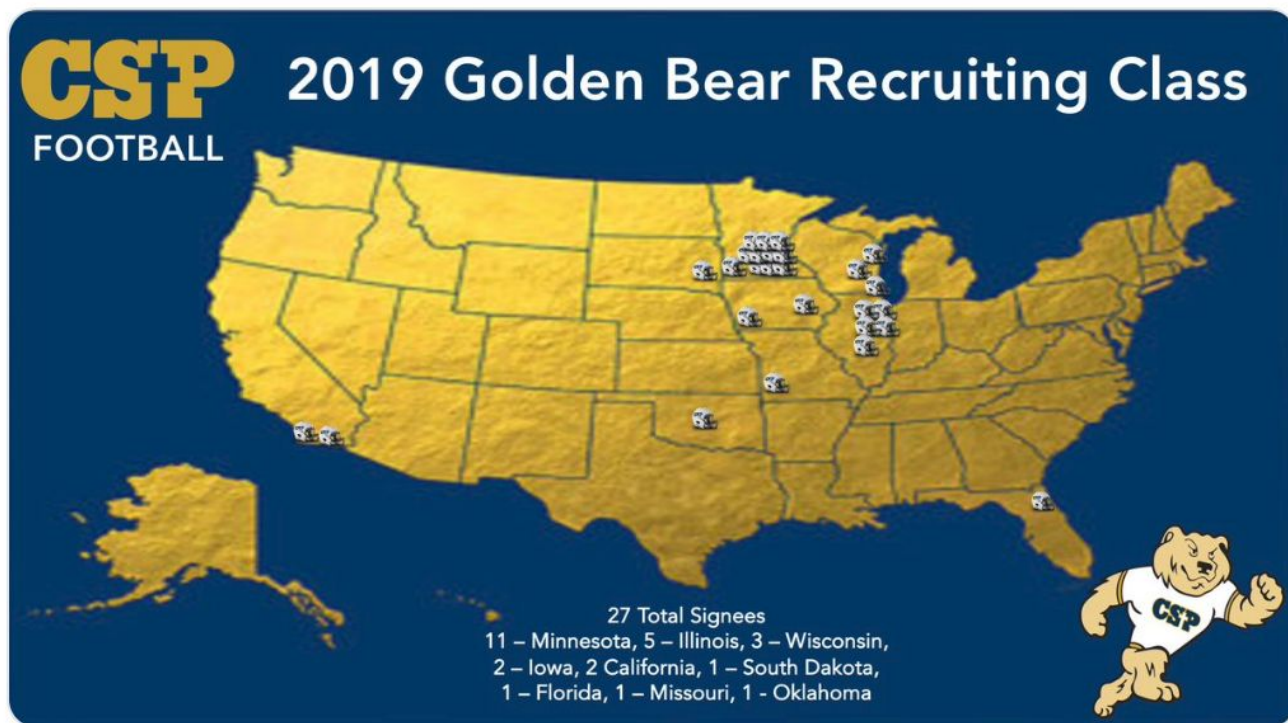 CSP
FOOTBALL
2019 Golden Bear Recruiting Class
27 Total Signees
11 – Minnesota, 5 – Illinois, 3 – Wisconsin,
2 – Iowa, 2 California, 1 – South Dakota,
1 – Florida, 1 – Missouri, 1 - Oklahoma
CSP